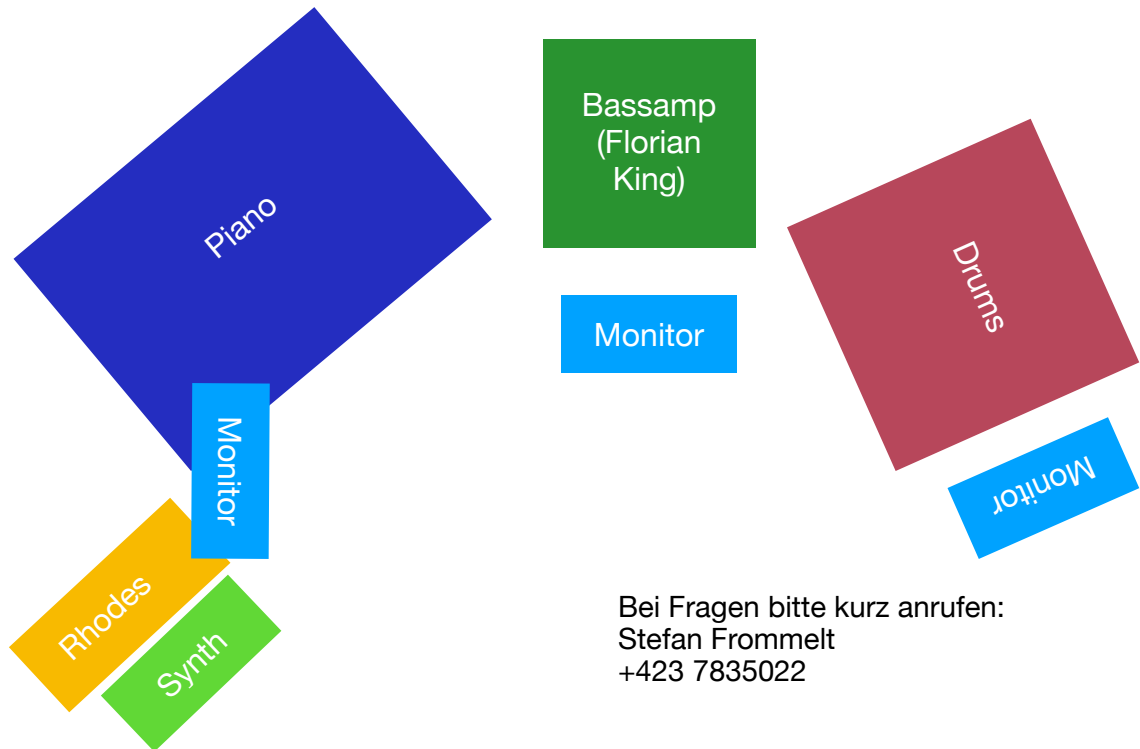 Piano
Bassamp
(Florian
King)
Drums
Monitor
Monitor
Monitor
Rhodes
Synth
Bei Fragen bitte kurz anrufen:
Stefan Frommelt
+423 7835022